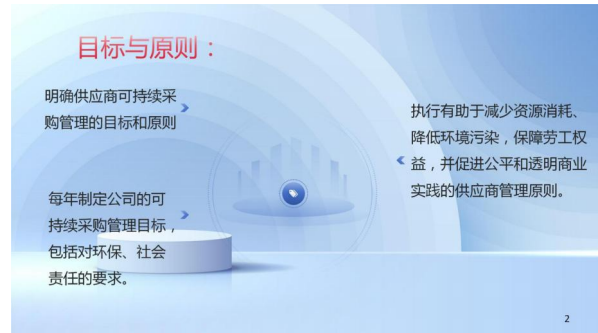 目标与原则：
明确供应商可持续采
购管理的目标和原则
每年制定公司的可
持续采购管理目标，
包括对环保、社会
责任的要求。
执行有助于减少资源消耗、
降低环境污染，保障劳工权
益，并促进公平和透明商业
实践的供应商管理原则。
2